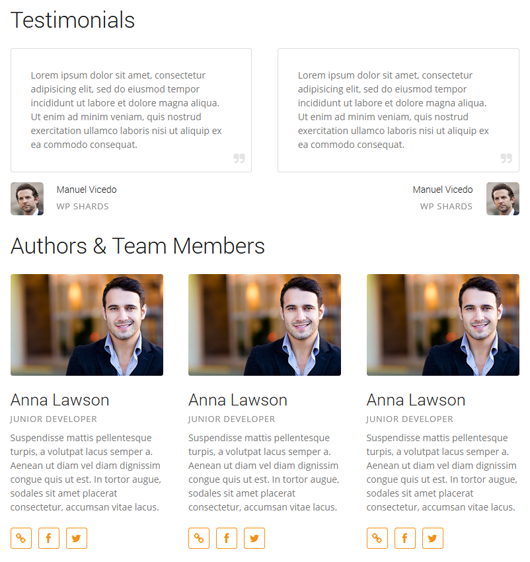 Testimonials
Lorem ipsum dolor sit amet, consectetur
adipisicing elit, sed do eiusmod tempor
incididunt ut labore et dolore magna aliqua.
Ut enim ad minim veniam, quis nostrud
exercitation ullamco laboris nisi ut aliquip ex
ea commodo consequat.
Manuel Vicedo
WP SHARDS
Lorem ipsum dolor sit amet, consectetur
adipisicing elit, sed do eiusmod tempor
incididunt ut labore et dolore magna aliqua.
Ut enim ad minim veniam, quis nostrud
exercitation ullamco laboris nisi ut aliquip ex
ea commodo consequat.
Manuel Vicedo
WP SHARDS
Authors & Team Members
Anna Lawson
JUNIOR DEVELOPER
Suspendisse mattis pellentesque
turpis, a volutpat lacus semper a.
Aenean ut diam vel diam dignissim
congue quis ut est. In tortor augue,
sodales sit amet placerat
consectetur, accumsan vitae lacus.
Anna Lawson
JUNIOR DEVELOPER
Suspendisse mattis pellentesque
turpis, a volutpat lacus semper a.
Aenean ut diam vel diam dignissim
congue quis ut est. In tortor augue,
sodales sit amet placerat
consectetur, accumsan vitae lacus.
Anna Lawson
JUNIOR DEVELOPER
Suspendisse mattis pellentesque
turpis, a volutpat lacus semper a.
Aenean ut diam vel diam dignissim
congue quis ut est. In tortor augue,
sodales sit amet placerat
consectetur, accumsan vitae lacus.